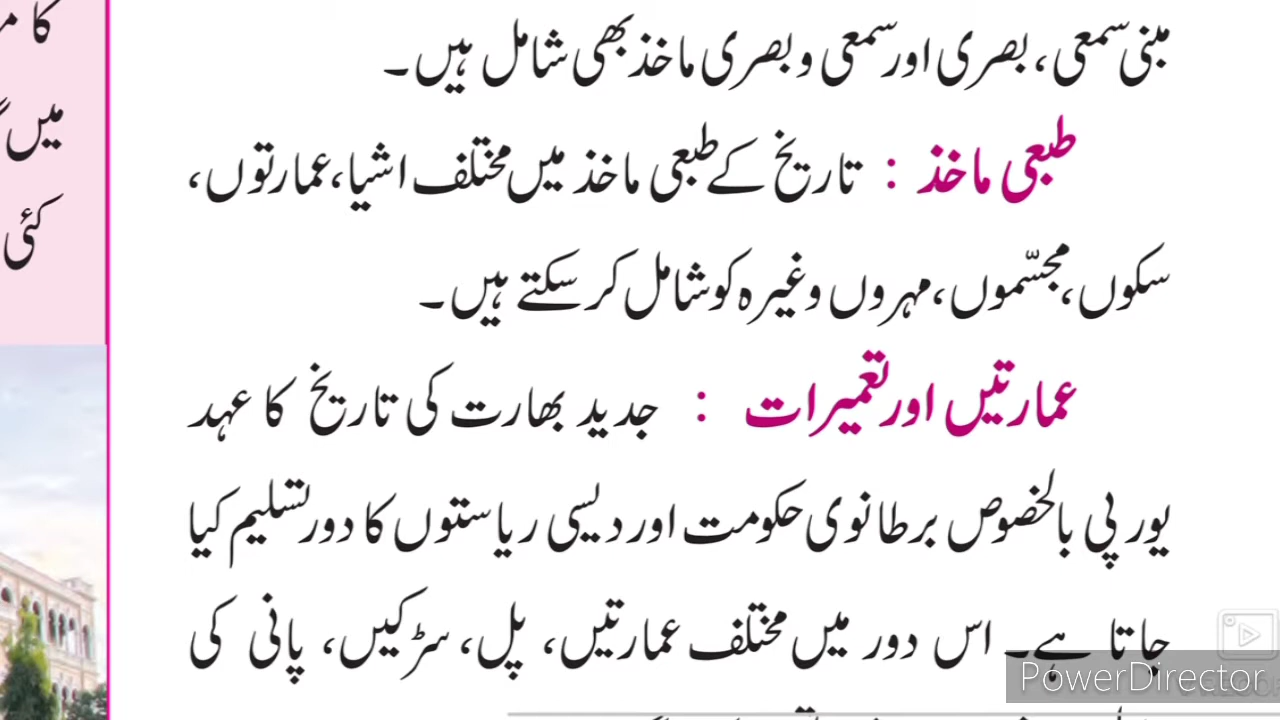 مبنی سمعی، بصری اور سمعی و بصری ماخذ بھی شامل ہیں۔
طبعی ماخذ : تاریخ کے طبعی ماخذ میں مختلف اشیا، عمارتوں،
سکوں، مجسّموں، مہروں وغیرہ کو شامل کر سکتے ہیں۔
عمارتیں اور تعمیرات : جدید بھارت کی تاریخ کا عہد
یورپی بالخصوص برطانوی حکومت اور دیسی ریاستوں کا دور تسلیم کیا
جاتا ہے۔ اس دور میں مختلف عمارتیں، پل، سڑکیں، پانی کی
کا
میں
کئی
PowerDirector